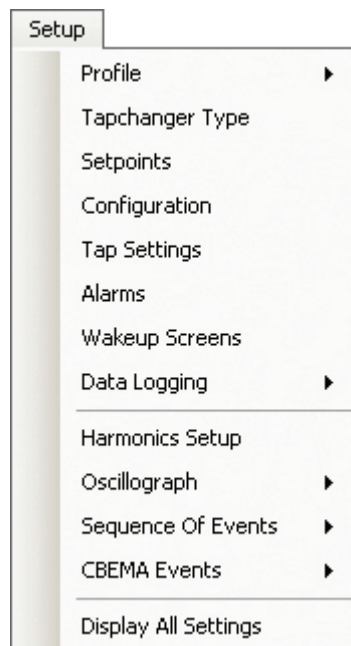 Setup
Profile
Tapchanger Type
Setpoints
Configuration
Tap Settings
Alarms
Wakeup Screens
Data Logging
Harmonics Setup
Oscillograph
Sequence Of Events
CBEMA Events
Display All Settings